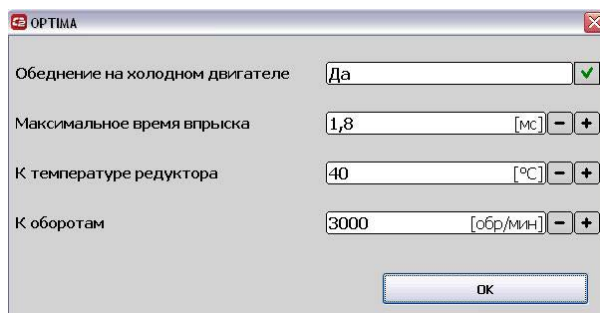 OPTIMA
Обеднение на холодном двигателе Да
Максимальное время впрыска 1,8 [мс] - +
К температуре редуктора 40 [°C] - +
К оборотам 3000 [обр/мин] - +
OK